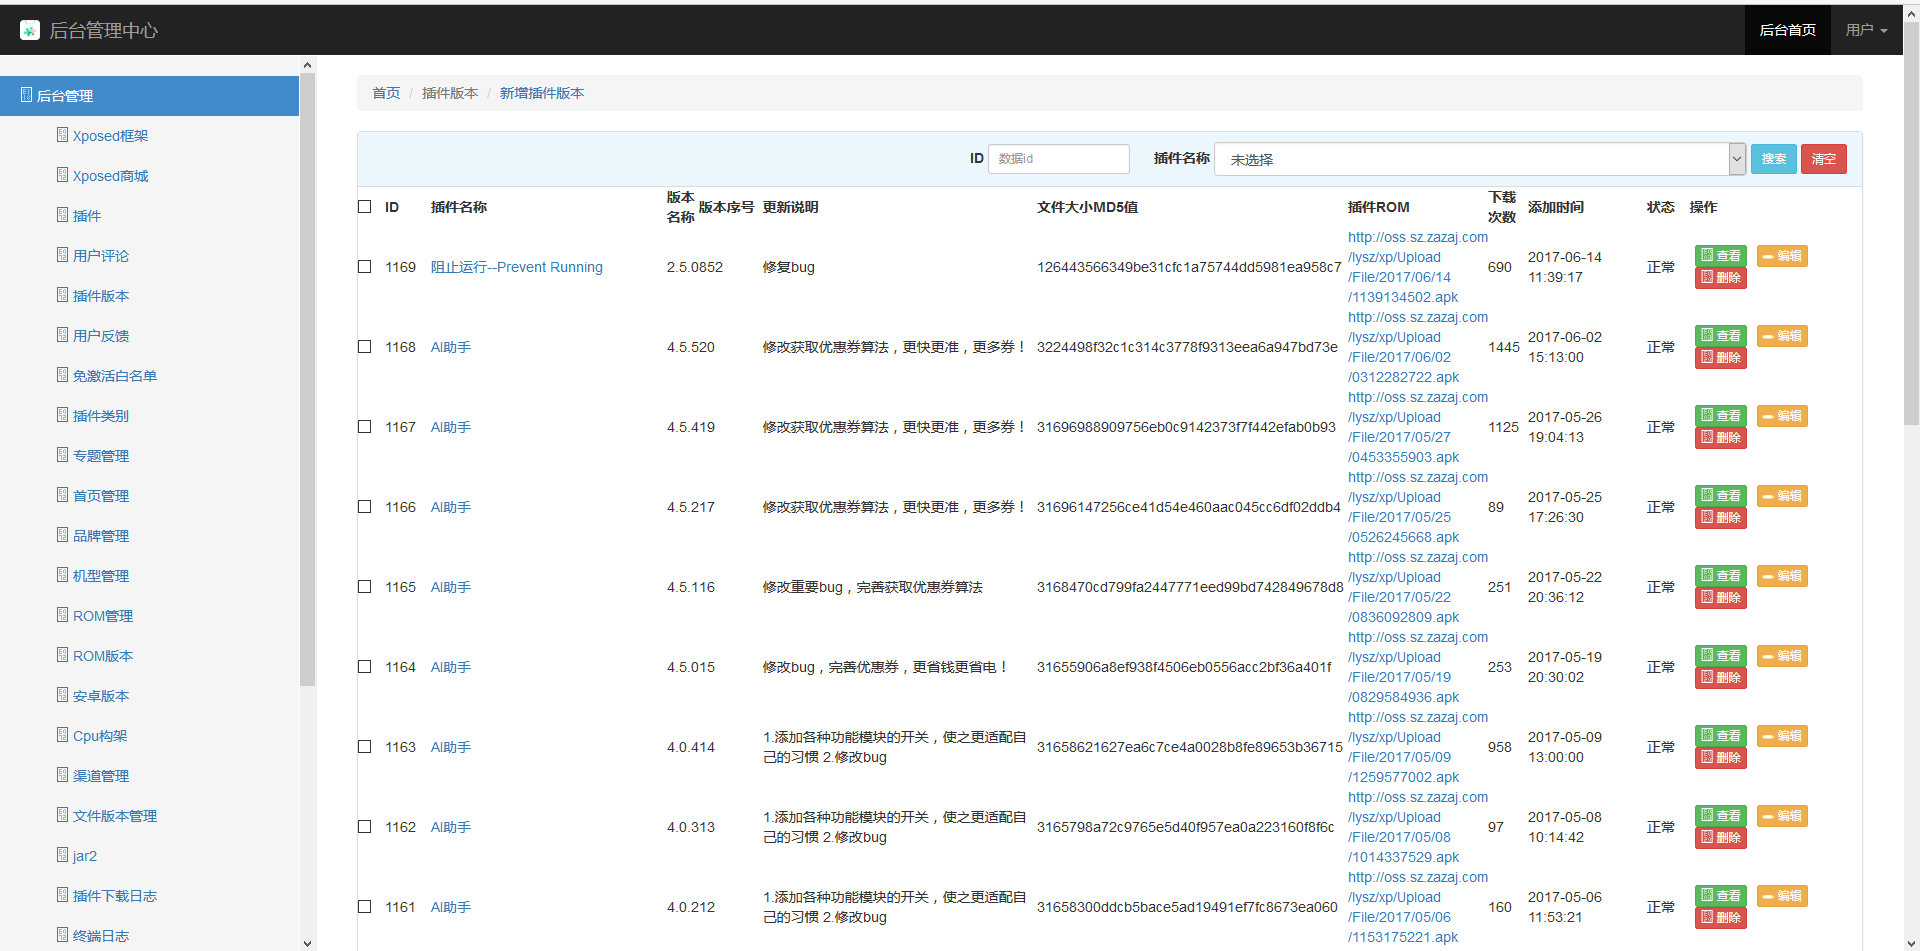 后台管理中心
后台首页
用户
后台管理
Xposed框架
Xposed商城
插件
用户评论
插件版本
用户反馈
免激活白名单
插件类别
专题管理
首页管理
品牌管理
机型管理
ROM管理
ROM版本
安卓版本
Cpu构架
渠道管理
文件版本管理
jar2
插件下载日志
终端日志
首页 / 插件版本 / 新增插件版本
ID 数据id 插件名称 未选择 搜索 清空
ID 插件名称 版本名称 版本序号 更新说明 文件大小MD5值 插件ROM 下载次数 添加时间 状态 操作
1169 阻止运行--Prevent Running 2.5.0852 修复bug 126443566349be31cfc1a75744dd5981ea958c7
http://oss.sz.zazaj.com
/lysz/xp/Upload
/File/2017/06/14
/1139134502.apk
690 2017-06-14
11:39:17
正常 查看 编辑
删除
1168 AI助手 4.5.520 修改获取优惠券算法，更快更准，更多券！ 3224498f32c1c314c3778f9313eea6a947bd73e
http://oss.sz.zazaj.com
/lysz/xp/Upload
/File/2017/06/02
/0312282722.apk
1445 2017-06-02
15:13:00
正常 查看 编辑
删除
1167 AI助手 4.5.419 修改获取优惠券算法，更快更准，更多券！ 31696988909756eb0c9142373f7f442efab0b93
http://oss.sz.zazaj.com
/lysz/xp/Upload
/File/2017/05/27
/0453355903.apk
1125 2017-05-26
19:04:13
正常 查看 编辑
删除
1166 AI助手 4.5.217 修改获取优惠券算法，更快更准，更多券！ 31696147256ce41d54e460aac045cc6df02ddb4
http://oss.sz.zazaj.com
/lysz/xp/Upload
/File/2017/05/25
/0526245668.apk
89 2017-05-25
17:26:30
正常 查看 编辑
删除
1165 AI助手 4.5.116 修改重要bug，完善获取优惠券算法 3168470cd799fa2447771eed99bd742849678d8
http://oss.sz.zazaj.com
/lysz/xp/Upload
/File/2017/05/22
/0836092809.apk
251 2017-05-22
20:36:12
正常 查看 编辑
删除
1164 AI助手 4.5.015 修改bug，完善优惠券，更省钱更省电！ 31655906a8ef938f4506eb0556acc2bf36a401f
http://oss.sz.zazaj.com
/lysz/xp/Upload
/File/2017/05/19
/0829584936.apk
253 2017-05-19
20:30:02
正常 查看 编辑
删除
1163 AI助手 4.0.414 1.添加各种功能模块的开关，使之更适配自
己的习惯 2.修改bug
31658621627ea6c7ce4a0028b8fe89653b36715
http://oss.sz.zazaj.com
/lysz/xp/Upload
/File/2017/05/09
/1259577002.apk
958 2017-05-09
13:00:00
正常 查看 编辑
删除
1162 AI助手 4.0.313 1.添加各种功能模块的开关，使之更适配自
己的习惯 2.修改bug
3165798a72c9765e5d40f957ea0a223160f8f6c
http://oss.sz.zazaj.com
/lysz/xp/Upload
/File/2017/05/08
/1014337529.apk
97 2017-05-08
10:14:42
正常 查看 编辑
删除
1161 AI助手 4.0.212 1.添加各种功能模块的开关，使之更适配自
己的习惯 2.修改bug
31658300ddcb5bace5ad19491ef7fc8673ea060
http://oss.sz.zazaj.com
/lysz/xp/Upload
/File/2017/05/06
/1153175221.apk
160 2017-05-06
11:53:21
正常 查看 编辑
删除